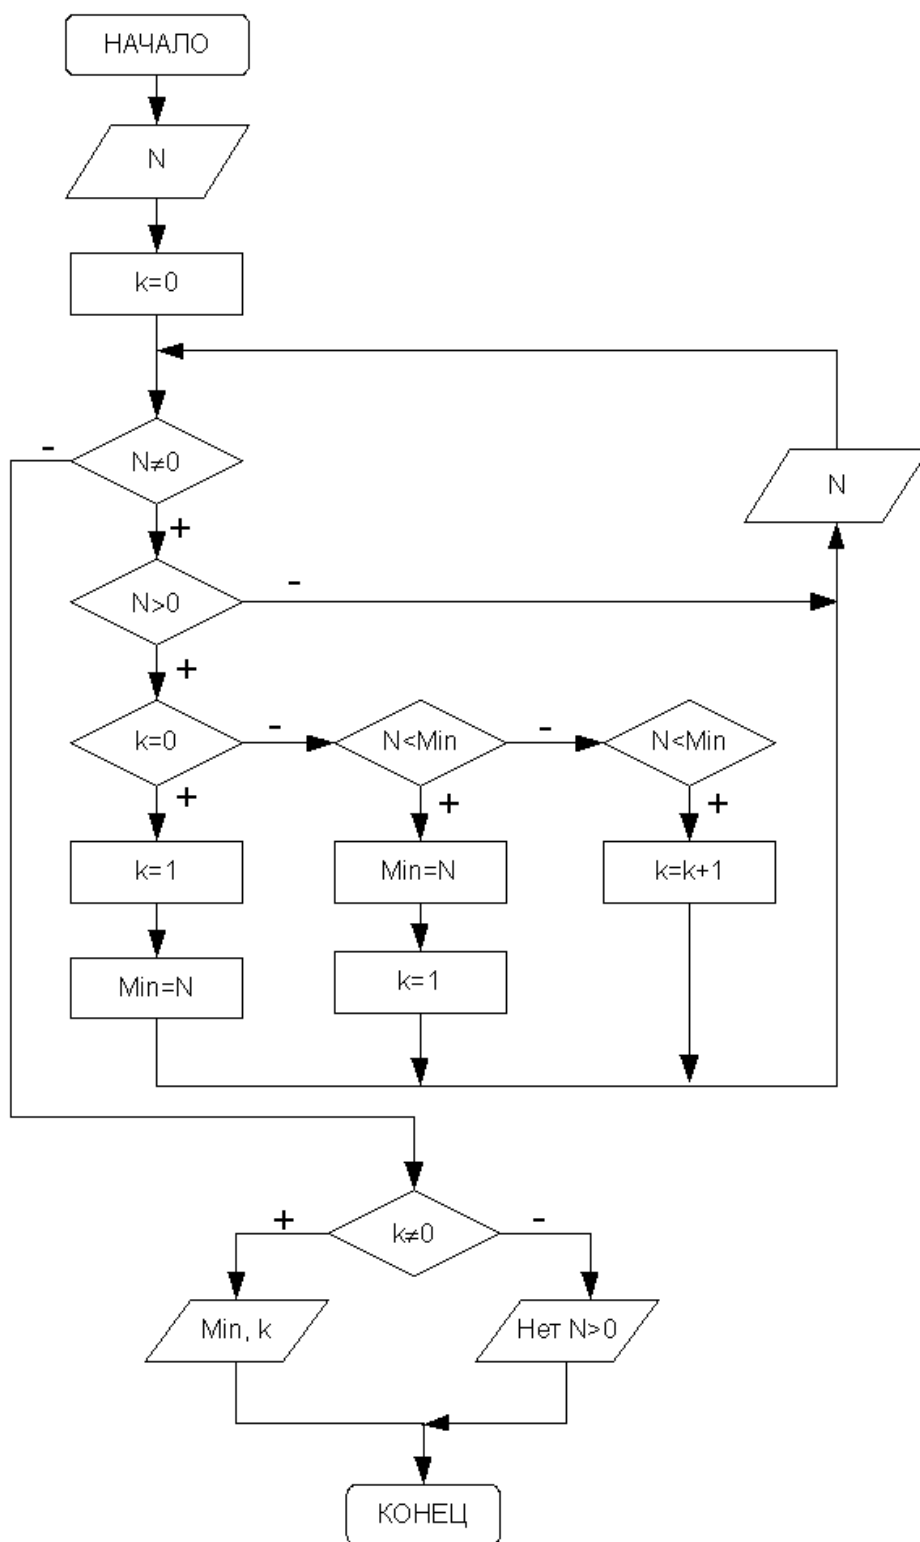 НАЧАЛО
N
k=0
-
N≠0
N
+
N>0
-
+
k=0
-
N<Min
-
N<Min
+
+
+
k=1
Min=N
k=k+1
Min=N
k=1
+
k≠0
-
Min, k
Нет N>0
КОНЕЦ